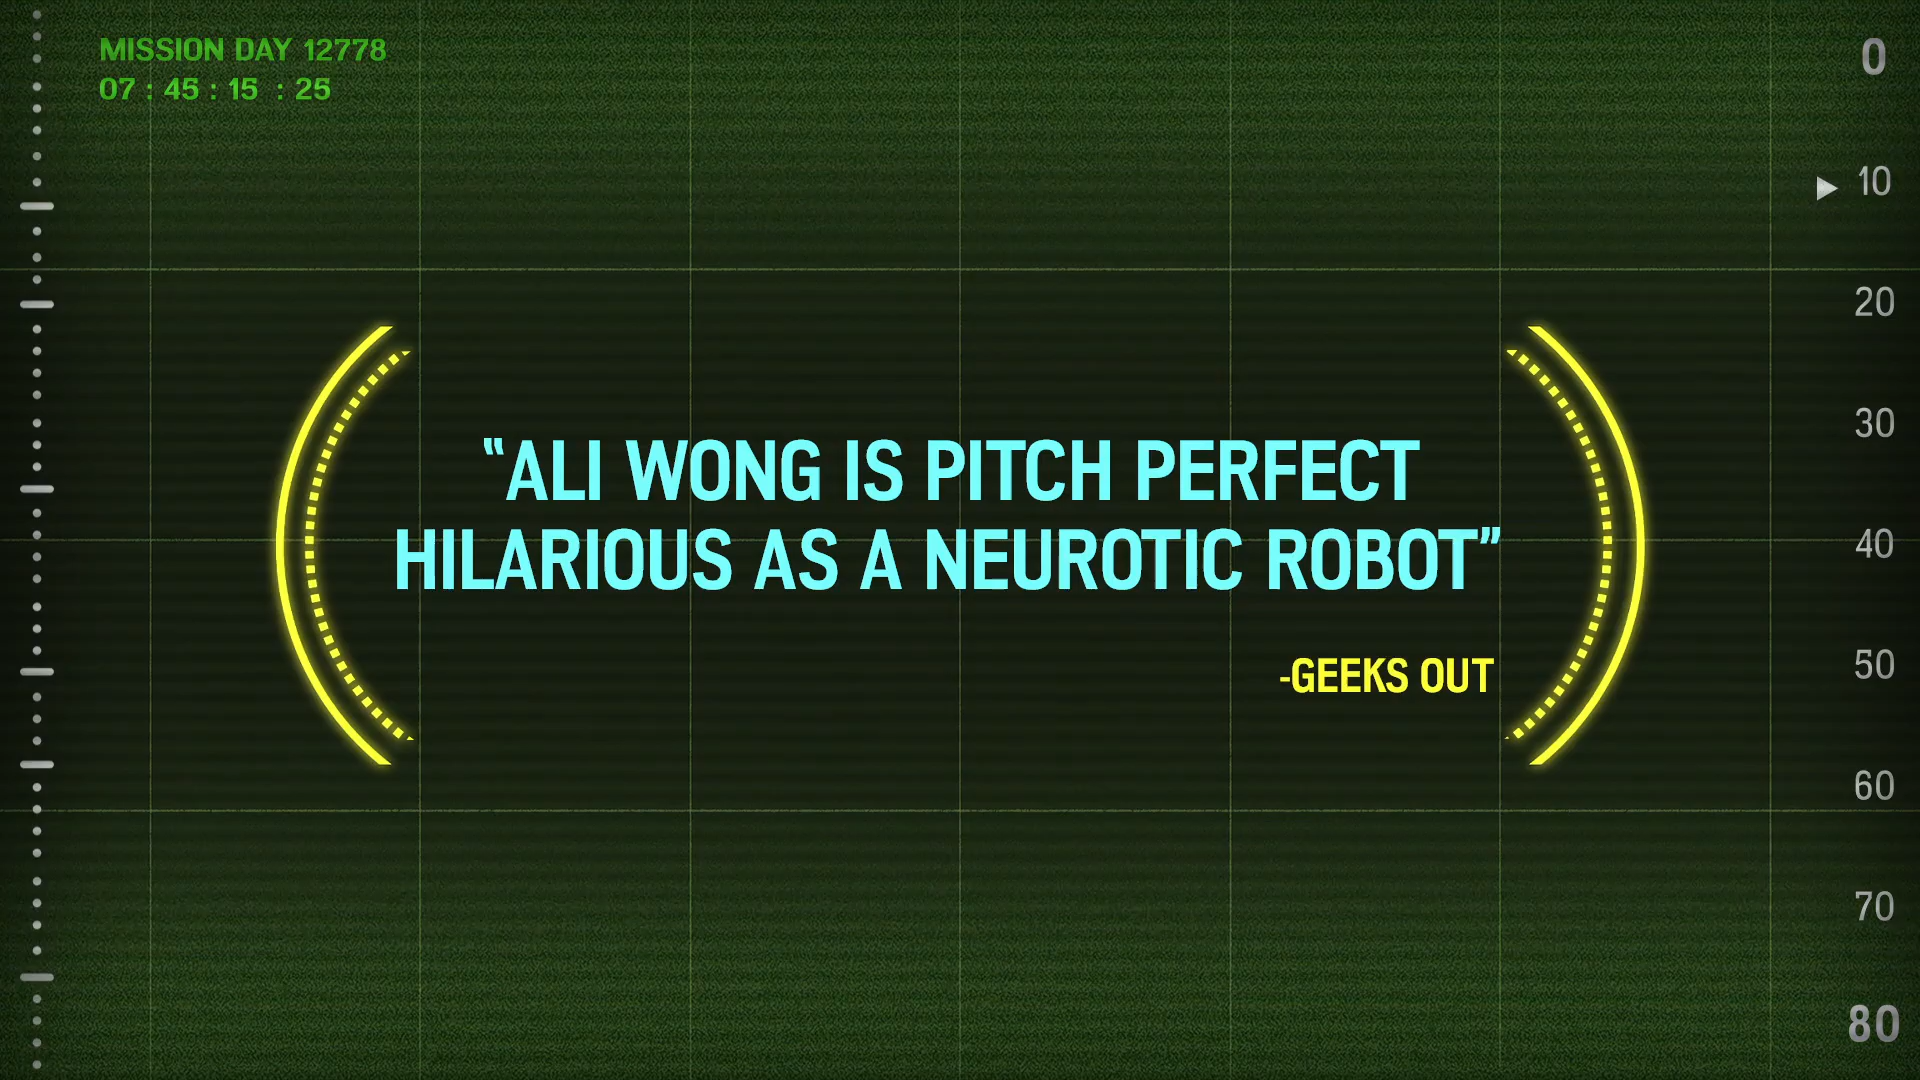 MISSION DAY 12778
07 : 45 : 15 : 25
0
10
20
30
40
50
60
70
80
“ALI WONG IS PITCH PERFECT
HILARIOUS AS A NEUROTIC ROBOT”
-GEEKS OUT